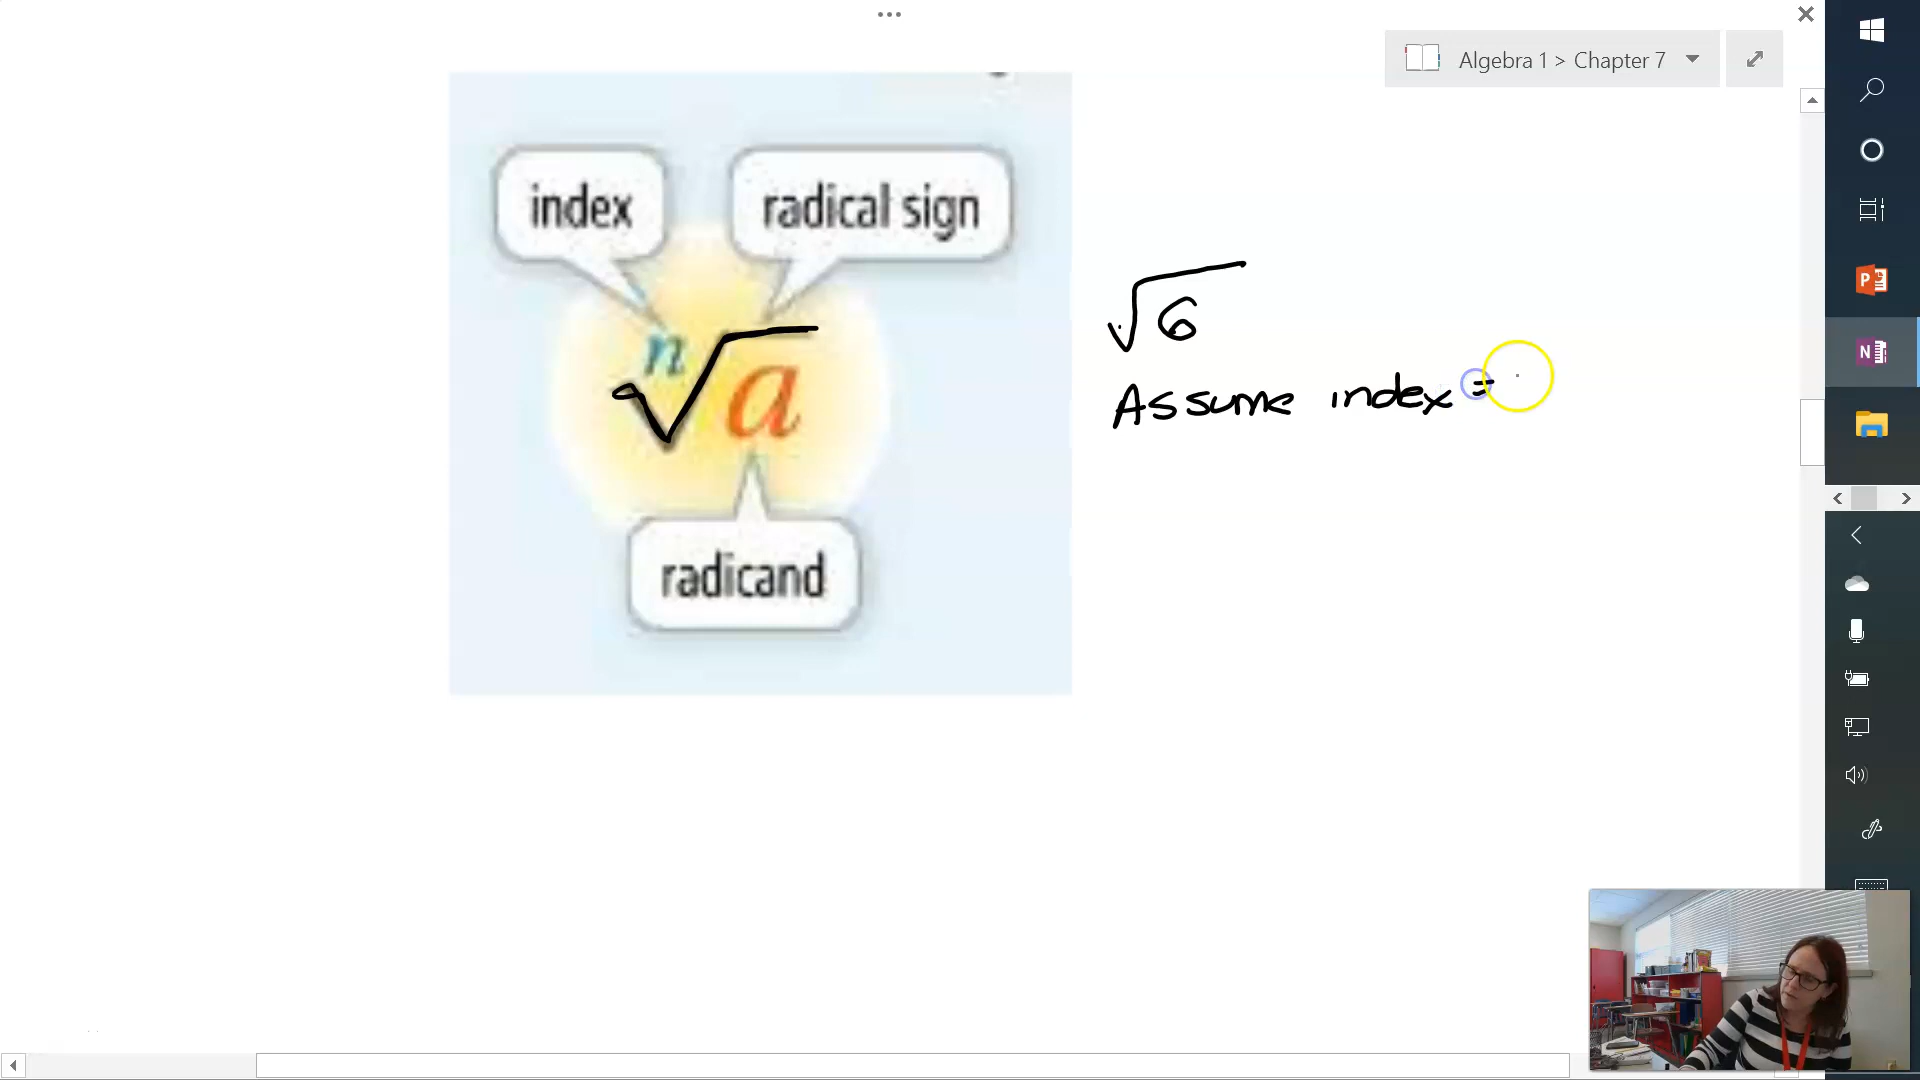 Algebra 1 > Chapter 7
index
radical sign
n√a
radicand
√6
Assume index =